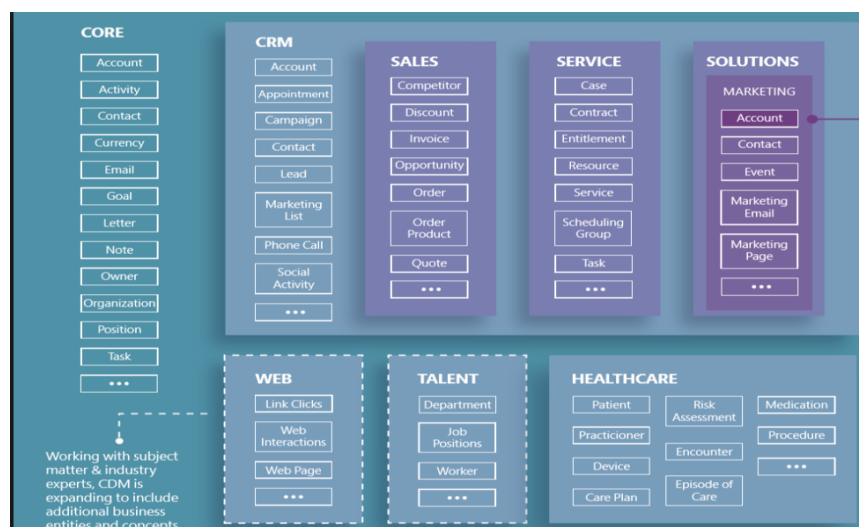 CORE
Account
Activity
Contact
Currency
Email
Goal
Letter
Note
Owner
Organization
Position
Task
•••
Working with subject
matter & industry
experts, CDM is
expanding to include
additional business
entities and concepts
CRM
Account
Appointment
Campaign
Contact
Lead
Marketing
List
Phone Call
Social
Activity
•••
SALES
Competitor
Discount
Invoice
Opportunity
Order
Order
Product
Quote
•••
SERVICE
Case
Contract
Entitlement
Resource
Service
Scheduling
Group
Task
•••
SOLUTIONS
MARKETING
Account
Contact
Event
Marketing
Email
Marketing
Page
•••
WEB
Link Clicks
Web
Interactions
Web Page
•••
TALENT
Department
Job
Positions
Worker
•••
HEALTHCARE
Patient
Practicioner
Device
Care Plan
Risk
Assessment
Encounter
Episode of
Care
Medication
Procedure
•••